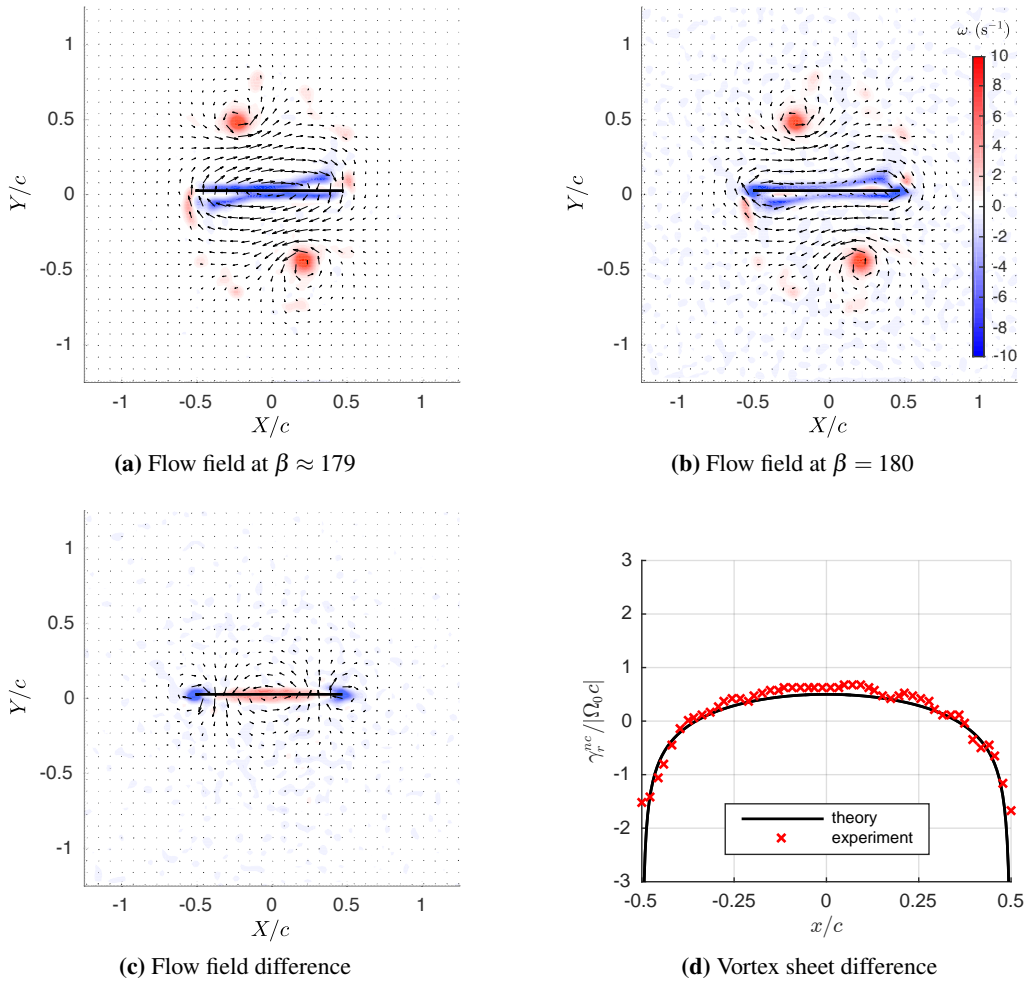 1
0.5
0
-0.5
-1
Y/c
-1 -0.5 0 0.5 1
X/c
(a) Flow field at β ≈ 179
1
0.5
0
-0.5
-1
Y/c
-1 -0.5 0 0.5 1
X/c
ω (s⁻¹)
10
8
6
4
2
0
-2
-4
-6
-8
-10
(b) Flow field at β = 180
1
0.5
0
-0.5
-1
Y/c
-1 -0.5 0 0.5 1
X/c
(c) Flow field difference
3
2
1
0
-1
-2
-3
γᵣⁿᶜ/|Ω₀c|
theory
experiment
-0.5 -0.25 0 0.25 0.5
x/c
(d) Vortex sheet difference